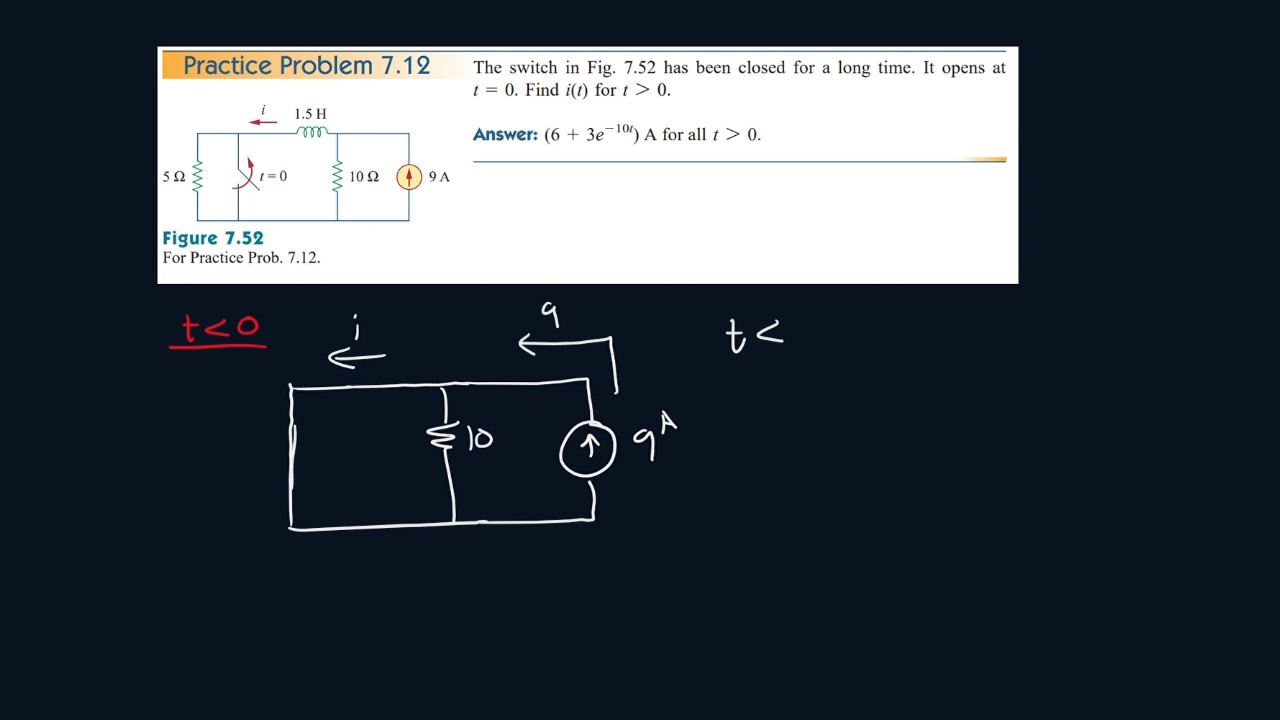 Practice Problem 7.12
The switch in Fig. 7.52 has been closed for a long time. It opens at
t = 0. Find i(t) for t > 0.
Answer: (6 + 3e^{−10t}) A for all t > 0.
i
1.5 H
5 Ω
t = 0
10 Ω
9 A
Figure 7.52
For Practice Prob. 7.12.
t<0
i
9
t<
10
9 A